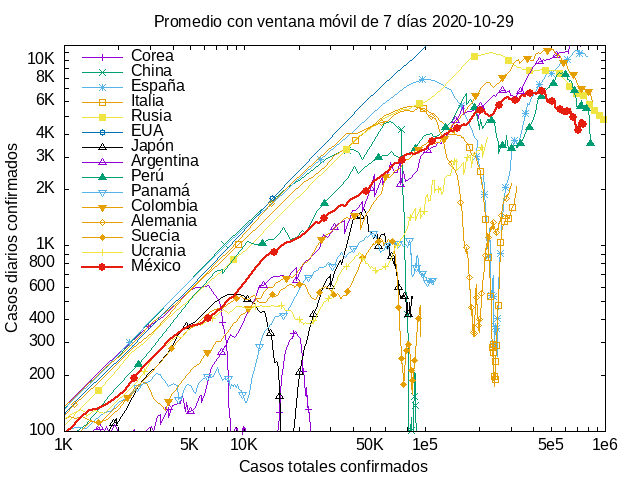 Promedio con ventana móvil de 7 días 2020-10-29
Casos diarios confirmados
10K
8K
6K
4K
3K
2K
1K
800
600
400
300
200
100
Corea
China
España
Italia
Rusia
EUA
Japón
Argentina
Perú
Panamá
Colombia
Alemania
Suecia
Ucrania
México
1K 5K 10K 50K 1e5 5e5 1e6
Casos totales confirmados